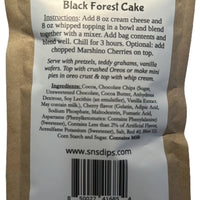 Black Forest Cake
Instructions: Add 8 oz cream cheese and
8 oz whipped topping in a bowl and blend
together with a mixer. Add bag contents and
blend well. Chill for 3 hours. Optional: add
chopped Marshino Cherries on top.
Serve with pretzels, teddy grahams, vanilla
wafers. Top with crushed Oreos or make mini
pies in oreo crust & top with whip cream.
Ingredients: Cocoa, Chocolate Chips (Sugar,
Unsweetened Chocolate, Cocoa Butter, Anhydrous
Dextrose, Soy Lecithin (an emulsifier), Vanilla Extract.
May contain milk), Cherry flavor (Gelatin, Adipic Acid,
Sodium Phosphate, Maltodextrin, Fumaric Acid,
Aspartame (Phenylketonurics: Contains
Contains Less than 2% of Artificial Flavor,
Acesulfame Potassium (Sweetener), Salt, Red 40,
Corn Starch and Granulated Sugar. Contains Milk
www.snsdips.com